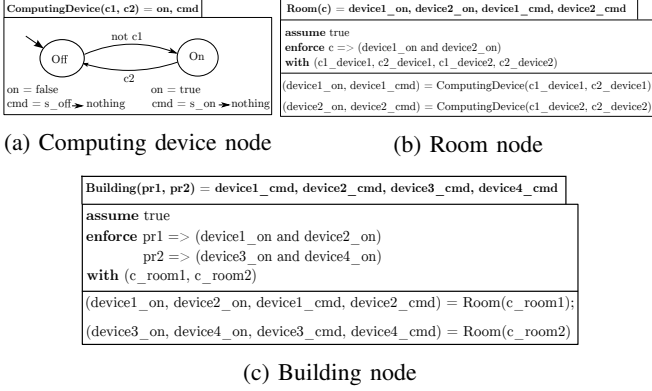 ComputingDevice(c1, c2) = on, cmd
not c1
Off
On
c2
on = false
on = true
cmd = s_off → nothing
cmd = s_on → nothing
(a) Computing device node
Room(c) = device1_on, device2_on, device1_cmd, device2_cmd
assume true
enforce c => (device1_on and device2_on)
with (c1_device1, c2_device1, c1_device2, c2_device2)
(device1_on, device1_cmd) = ComputingDevice(c1_device1, c2_device1)
(device2_on, device2_cmd) = ComputingDevice(c1_device2, c2_device2)
(b) Room node
Building(pr1, pr2) = device1_cmd, device2_cmd, device3_cmd, device4_cmd
assume true
enforce pr1 => (device1_on and device2_on)
pr2 => (device3_on and device4_on)
with (c_room1, c_room2)
(device1_on, device2_on, device1_cmd, device2_cmd) = Room(c_room1);
(device3_on, device4_on, device3_cmd, device4_cmd) = Room(c_room2)
(c) Building node